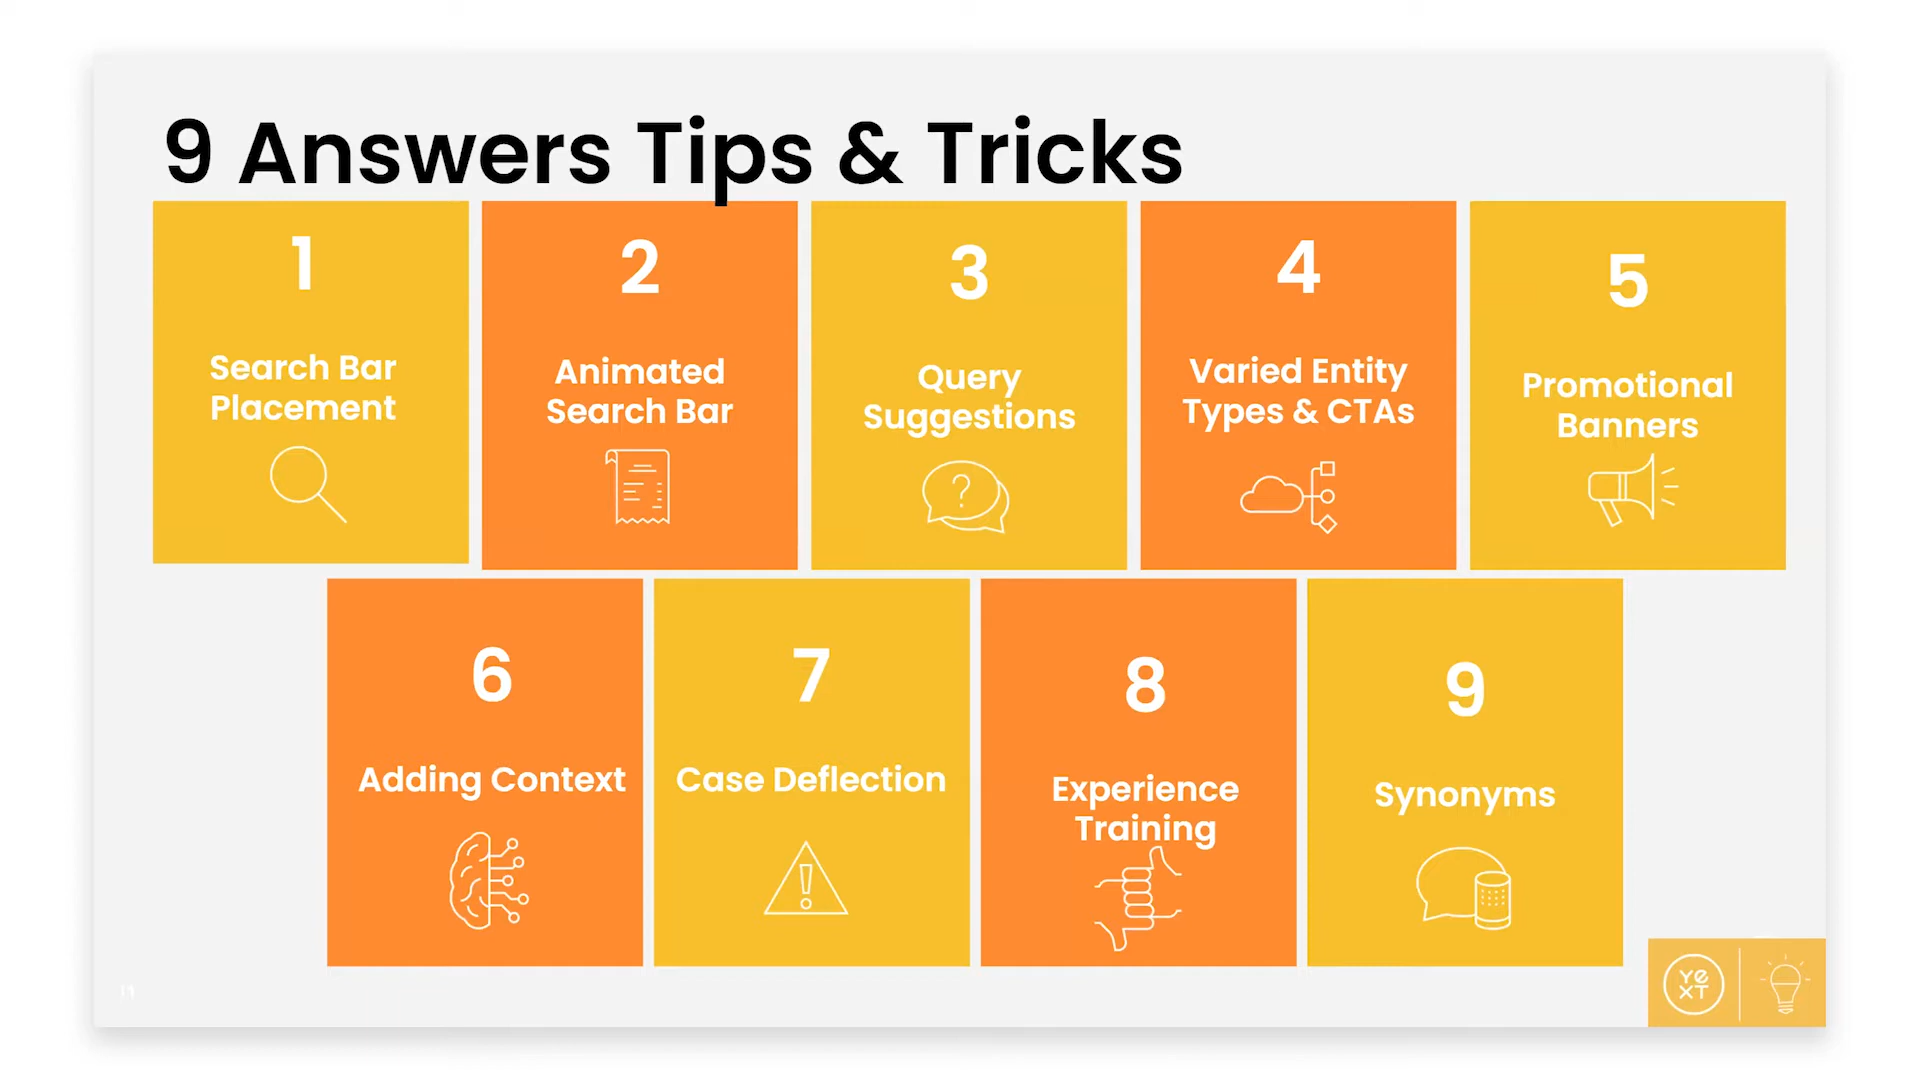 9 Answers Tips & Tricks
1
Search Bar
Placement
2
Animated
Search Bar
3
Query
Suggestions
?
4
Varied Entity
Types & CTAs
5
Promotional
Banners
6
Adding Context
7
Case Deflection
!
8
Experience
Training
9
Synonyms
11
YE
XT